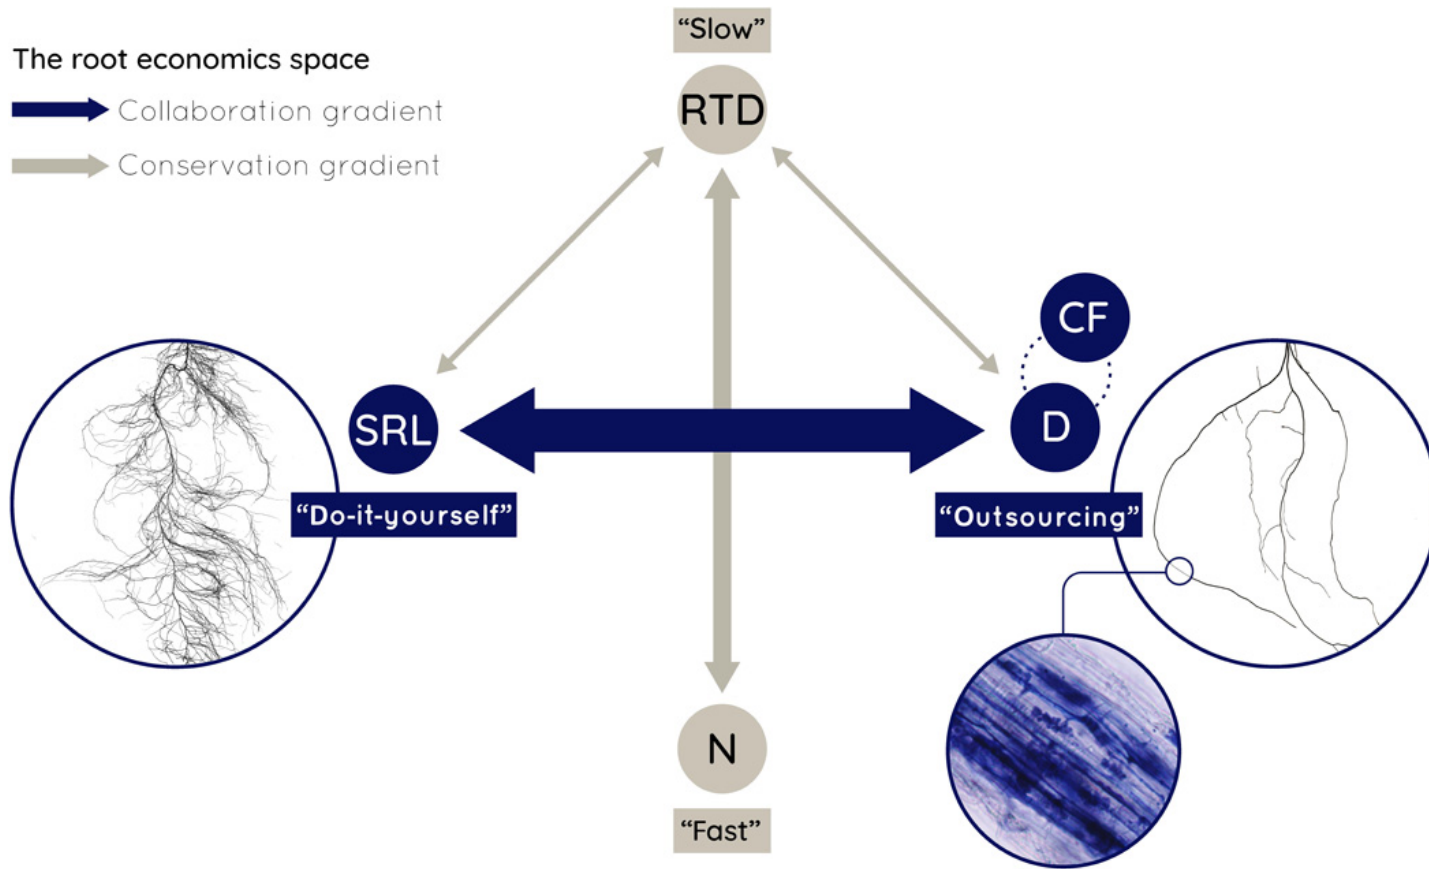 “Slow”
The root economics space
RTD
Collaboration gradient
Conservation gradient
CF
SRL
D
“Do-it-yourself”
“Outsourcing”
N
“Fast”